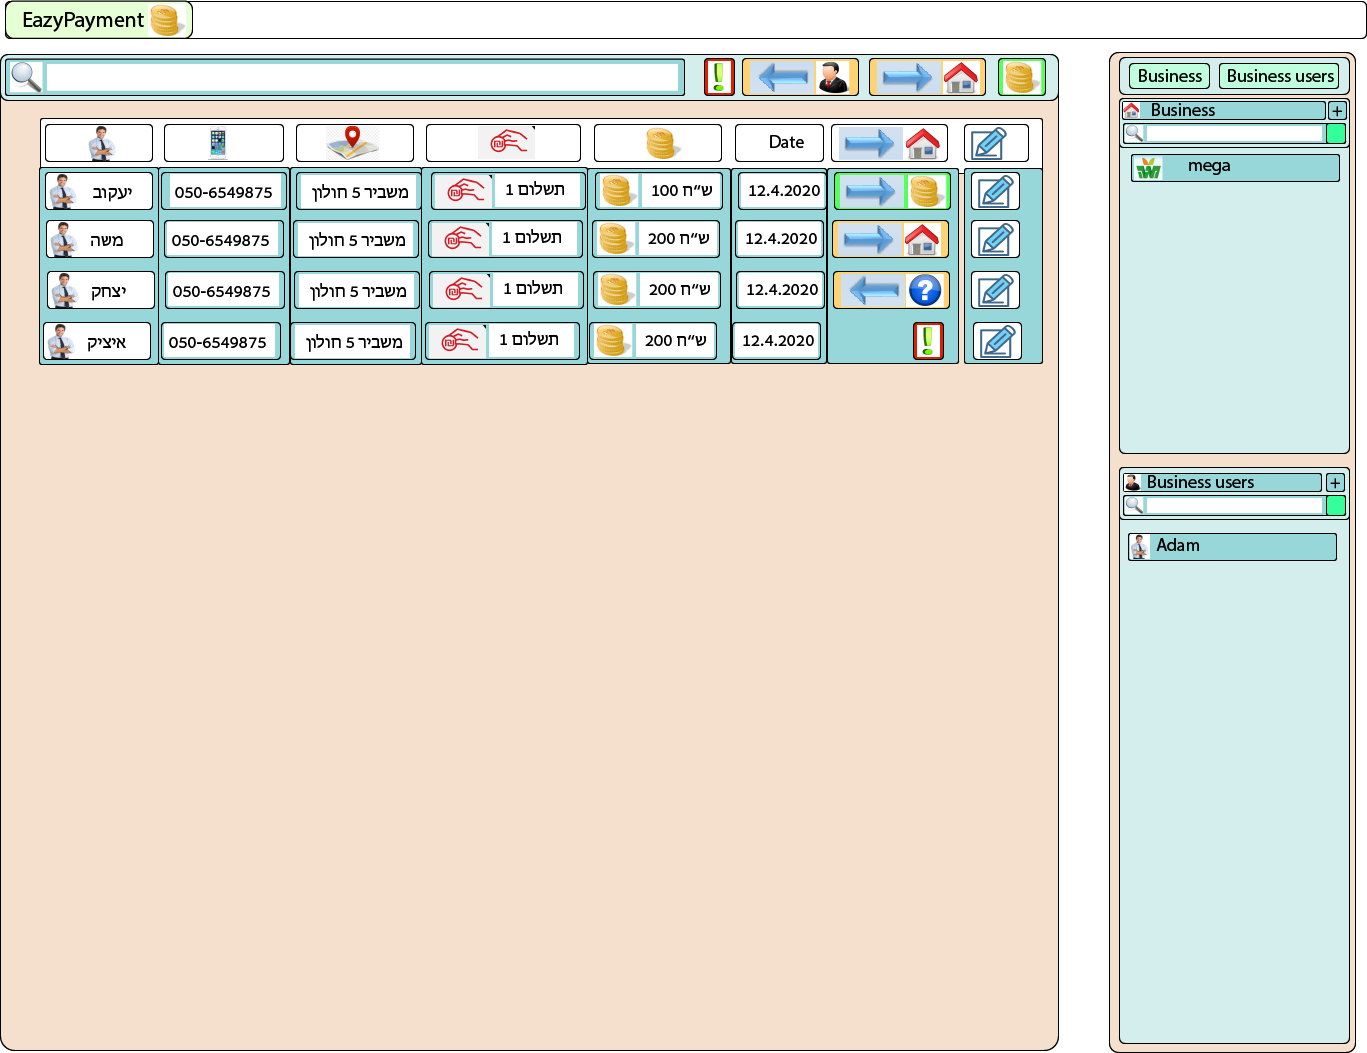 EazyPayment
Business Business users
Business +
mega
Business users +
Adam
Date
יעקוב 050-6549875 משביר 5 חולון תשלום 1 100 ש״ח 12.4.2020
משה 050-6549875 משביר 5 חולון תשלום 1 200 ש״ח 12.4.2020
יצחק 050-6549875 משביר 5 חולון תשלום 1 200 ש״ח 12.4.2020
איציק 050-6549875 משביר 5 חולון תשלום 1 200 ש״ח 12.4.2020